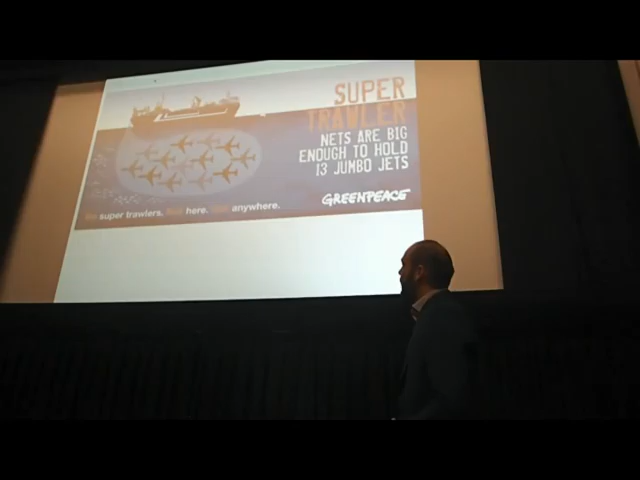 SUPER
TRAWLER
NETS ARE BIG
ENOUGH TO HOLD
13 JUMBO JETS
GREENPEACE
super trawlers. here. anywhere.